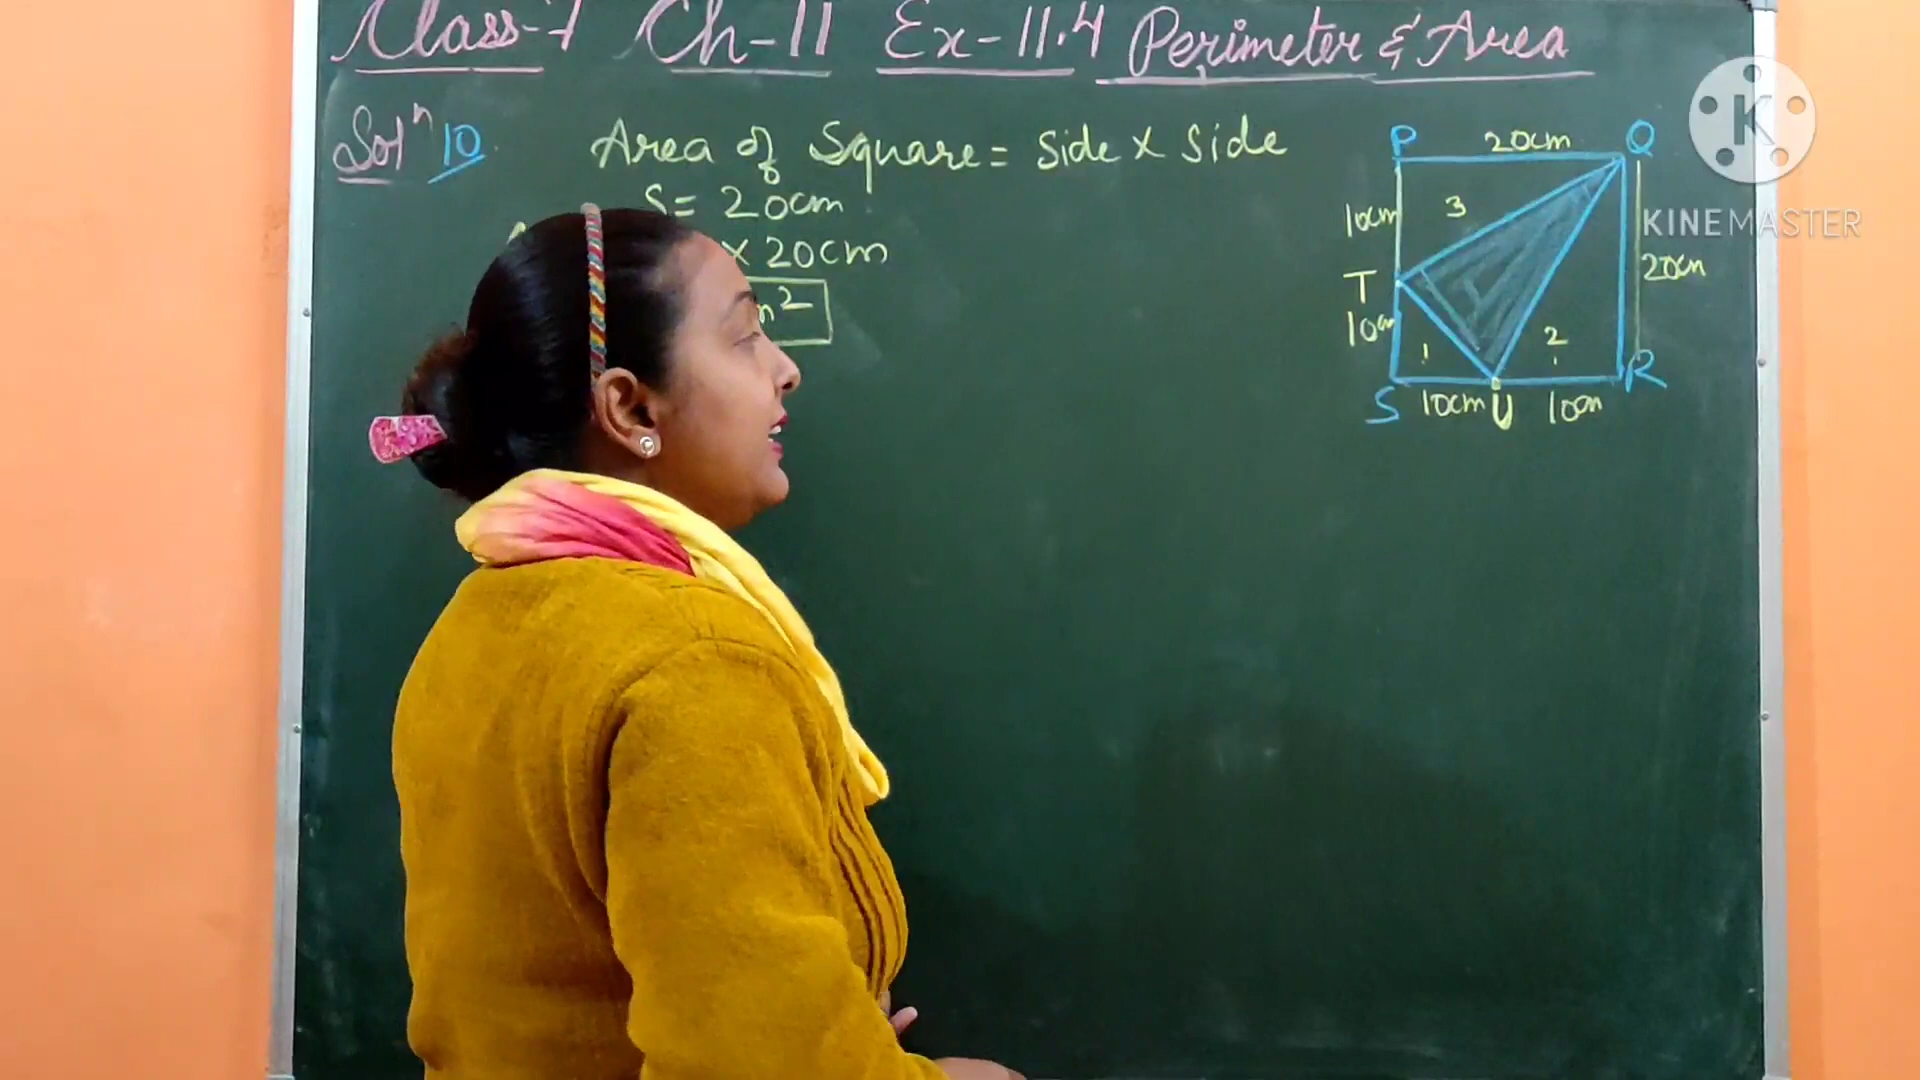 Class-7 Ch-11 Ex-11.4 Perimeter & Area
Solⁿ 10. Area of Square = Side x Side
S = 20cm
x 20cm
m²
P 20cm Q
10cm 3
T
20cm
10cm
1 2
S 10cm U 10cm R
K
KINEMASTER